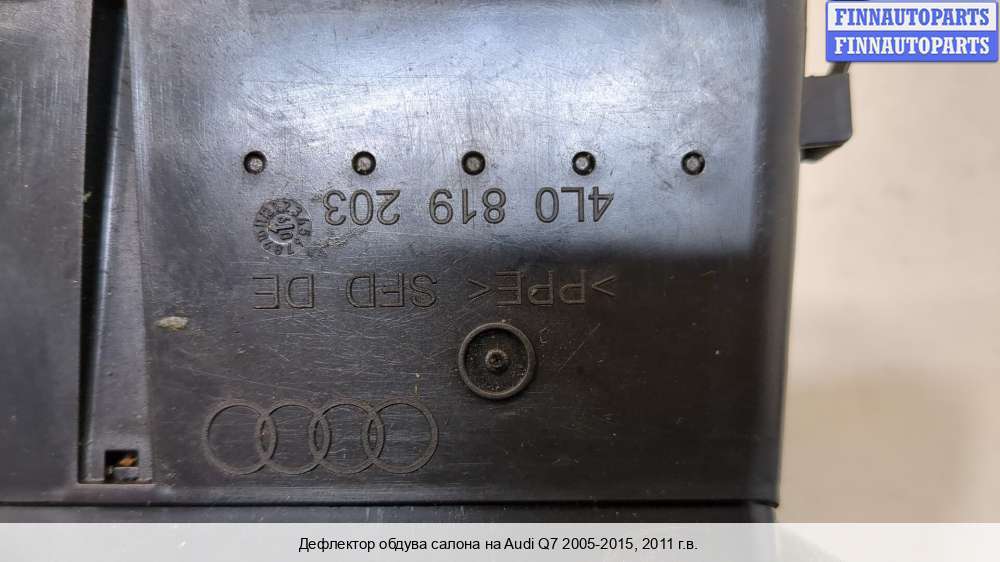 FINNAUTOPARTS
FINNAUTOPARTS
4L0 819 203
>PPE< SFD DE
Дефлектор обдува салона на Audi Q7 2005-2015, 2011 г.в.